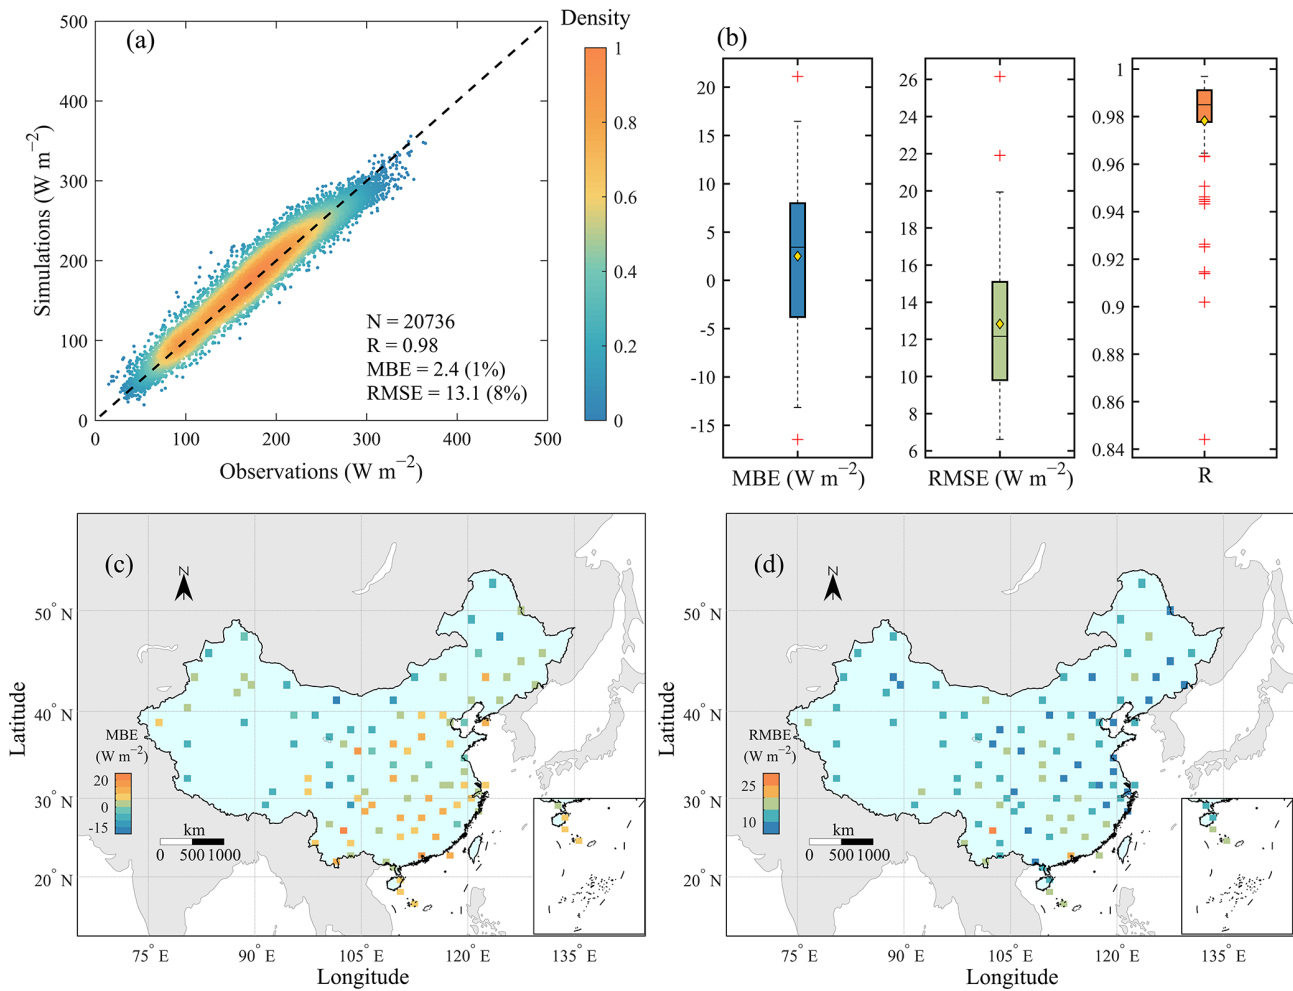 (a)
Density
500
400
300
200
100
0
0
100
200
300
400
500
Simulations (W m−2)
Observations (W m−2)
N = 20736
R = 0.98
MBE = 2.4 (1%)
RMSE = 13.1 (8%)
1
0.8
0.6
0.4
0.2
0
(b)
20
15
10
5
0
-5
-10
-15
MBE (W m−2)
26
24
22
20
18
16
14
12
10
8
6
RMSE (W m−2)
1
0.98
0.96
0.94
0.92
0.9
0.88
0.86
0.84
R
(c)
N
50° N
40° N
30° N
20° N
Latitude
MBE
(W m−2)
20
0
-15
km
0 500 1000
75° E
90° E
105° E
120° E
135° E
Longitude
(d)
N
50° N
40° N
30° N
20° N
Latitude
RMBE
(W m−2)
25
10
km
0 500 1000
75° E
90° E
105° E
120° E
135° E
Longitude